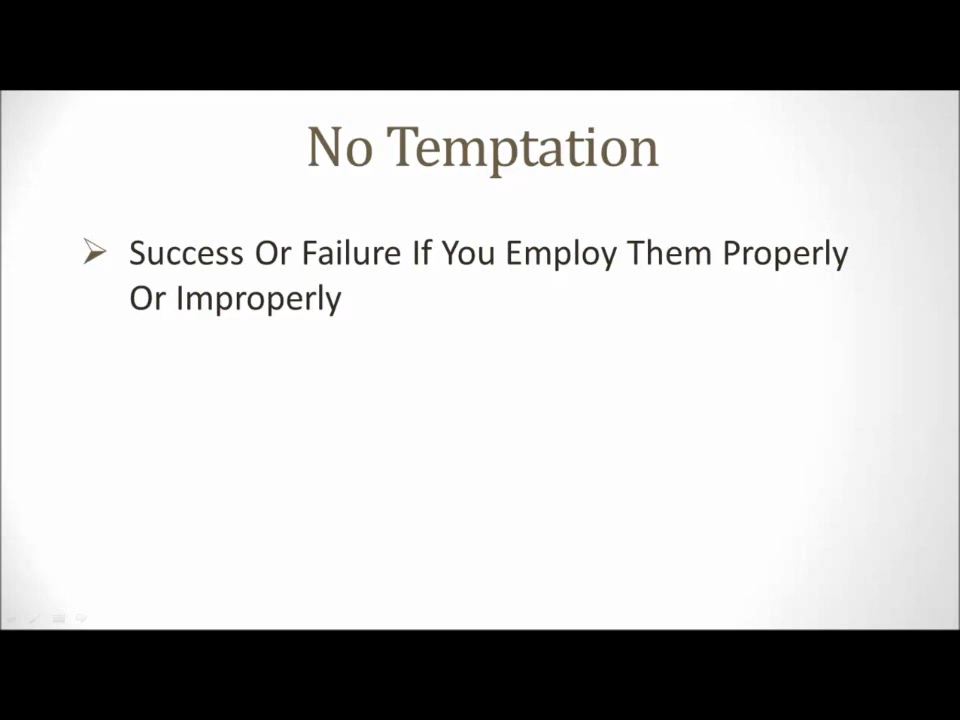 No Temptation
Success Or Failure If You Employ Them Properly
Or Improperly